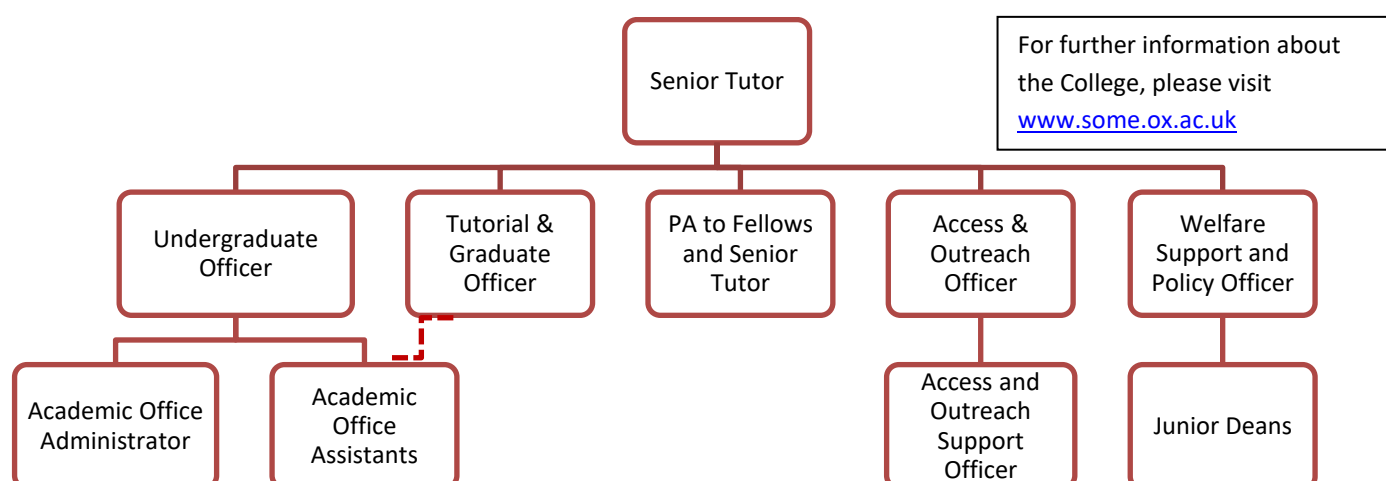 Senior Tutor
For further information about
the College, please visit
www.some.ox.ac.uk
Undergraduate
Officer
Tutorial &
Graduate
Officer
PA to Fellows
and Senior
Tutor
Access &
Outreach
Officer
Welfare
Support and
Policy Officer
Academic Office
Administrator
Academic
Office
Assistants
Access and
Outreach
Support
Officer
Junior Deans